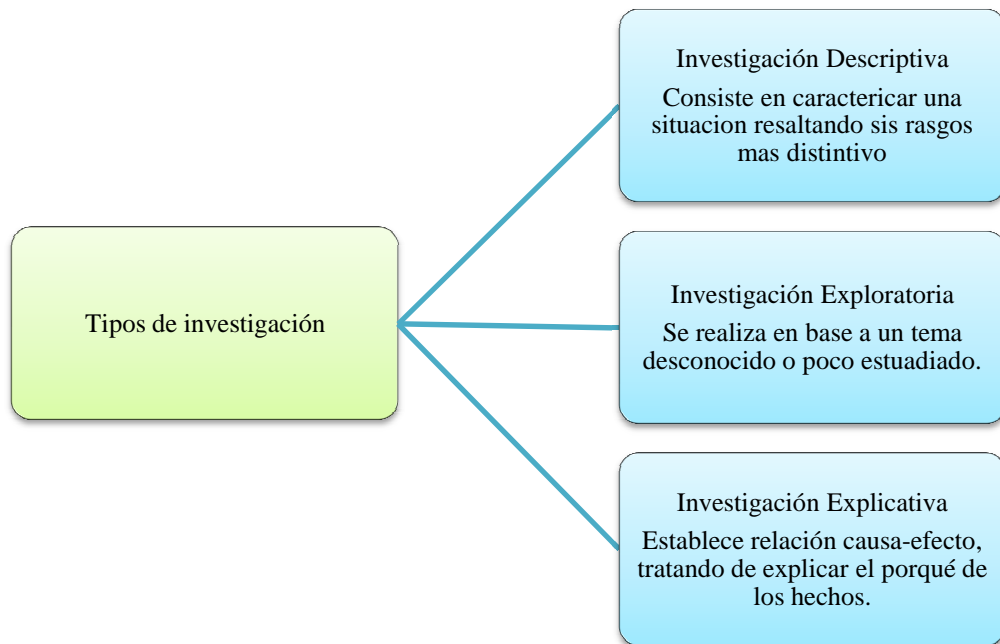 Investigación Descriptiva
Consiste en caractericar una
situacion resaltando sis rasgos
mas distintivo
Tipos de investigación
Investigación Exploratoria
Se realiza en base a un tema
desconocido o poco estuadiado.
Investigación Explicativa
Establece relación causa-efecto,
tratando de explicar el porqué de
los hechos.